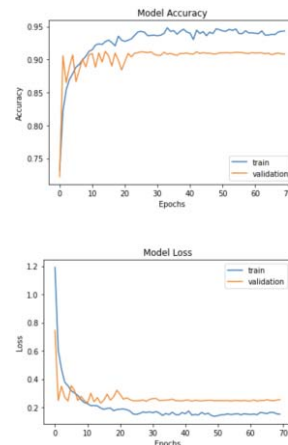 Model Accuracy
0.95
0.90
0.85
0.80
0.75
Accuracy
0 10 20 30 40 50 60 70
Epochs
train
validation
Model Loss
1.2
1.0
0.8
0.6
0.4
0.2
Loss
0 10 20 30 40 50 60 70
Epochs
train
validation